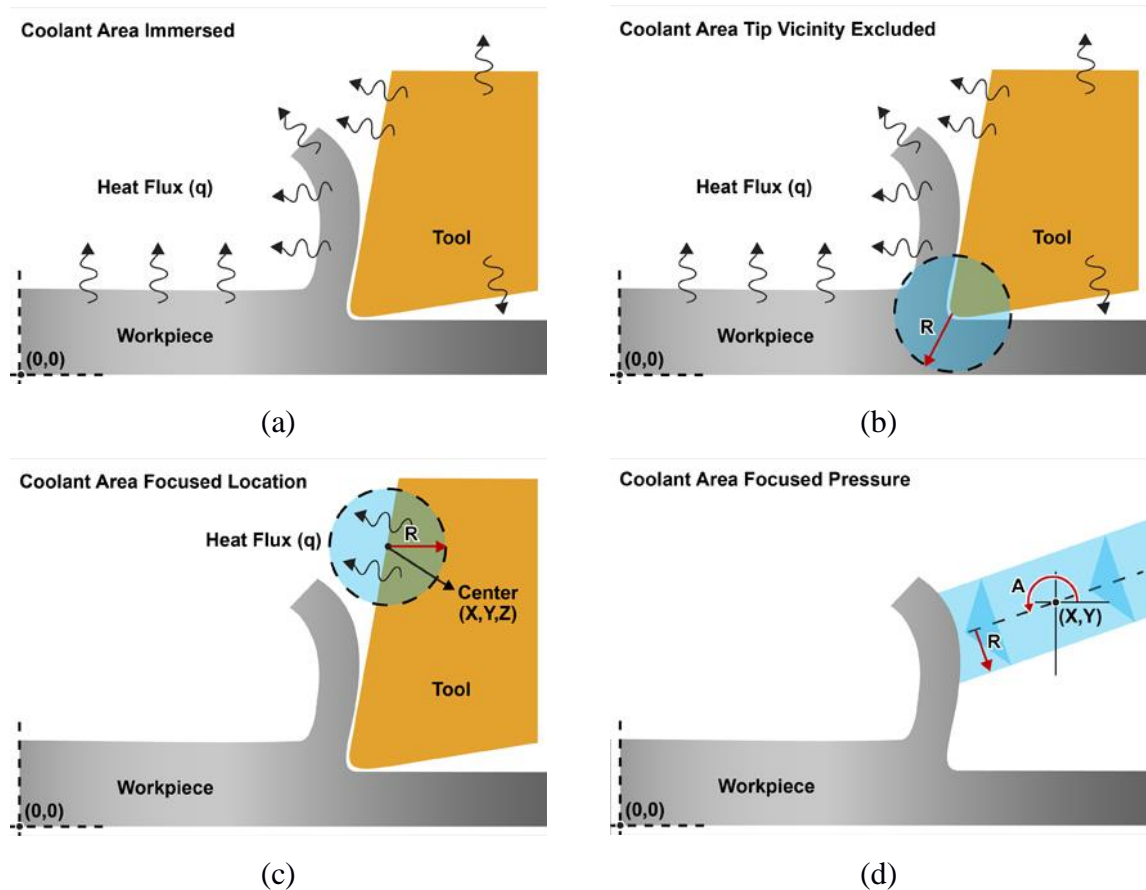 Coolant Area Immersed
Heat Flux (q)
Tool
Workpiece
(0,0)
(a)
Coolant Area Tip Vicinity Excluded
Heat Flux (q)
Tool
R
Workpiece
(0,0)
(b)
Coolant Area Focused Location
Heat Flux (q)
R
Center
(X,Y,Z)
Tool
Workpiece
(0,0)
(c)
Coolant Area Focused Pressure
A
(X,Y)
R
Workpiece
(0,0)
(d)